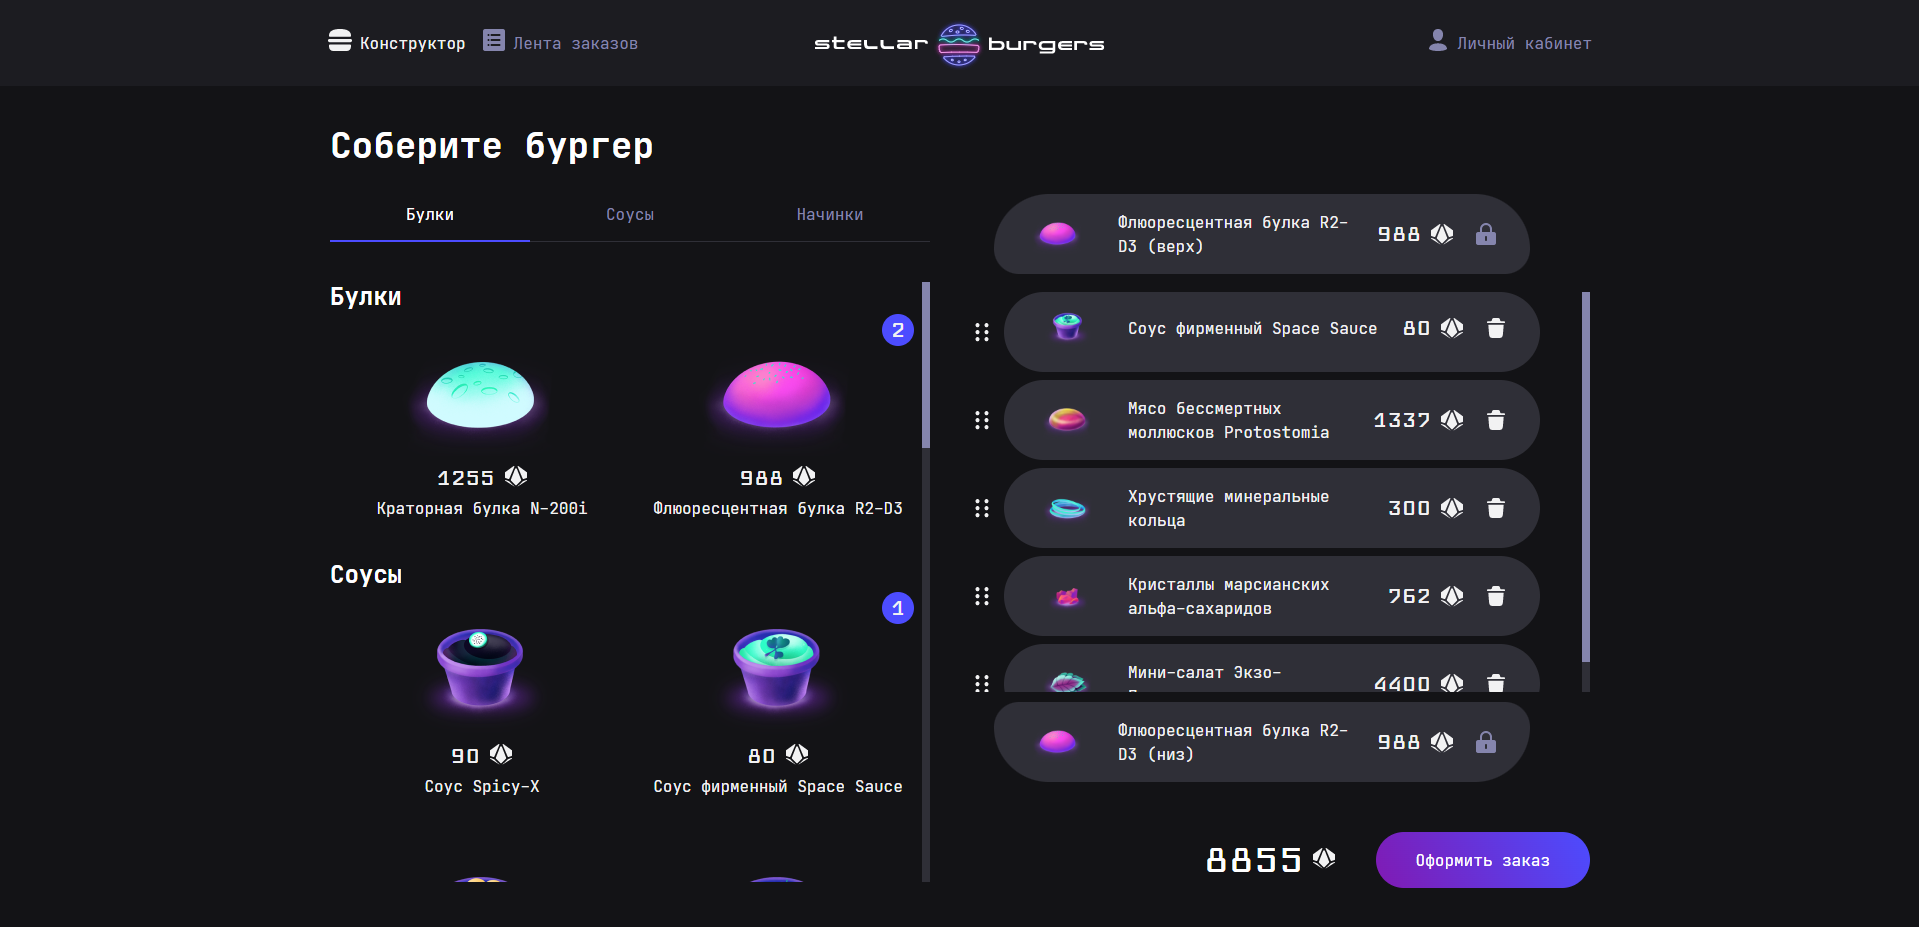 Конструктор
Лента заказов
stellar burgers
Личный кабинет
Соберите бургер
Булки
Соусы
Начинки
Булки
2
1255
988
Краторная булка N-200i
Флюоресцентная булка R2-D3
Соусы
1
90
80
Соус Spicy-X
Соус фирменный Space Sauce
Флюоресцентная булка R2-
D3 (верх)
988
Соус фирменный Space Sauce
80
Мясо бессмертных
моллюсков Protostomia
1337
Хрустящие минеральные
кольца
300
Кристаллы марсианских
альфа-сахаридов
762
Мини-салат Экзо-
4400
Флюоресцентная булка R2-
D3 (низ)
988
8855
Оформить заказ